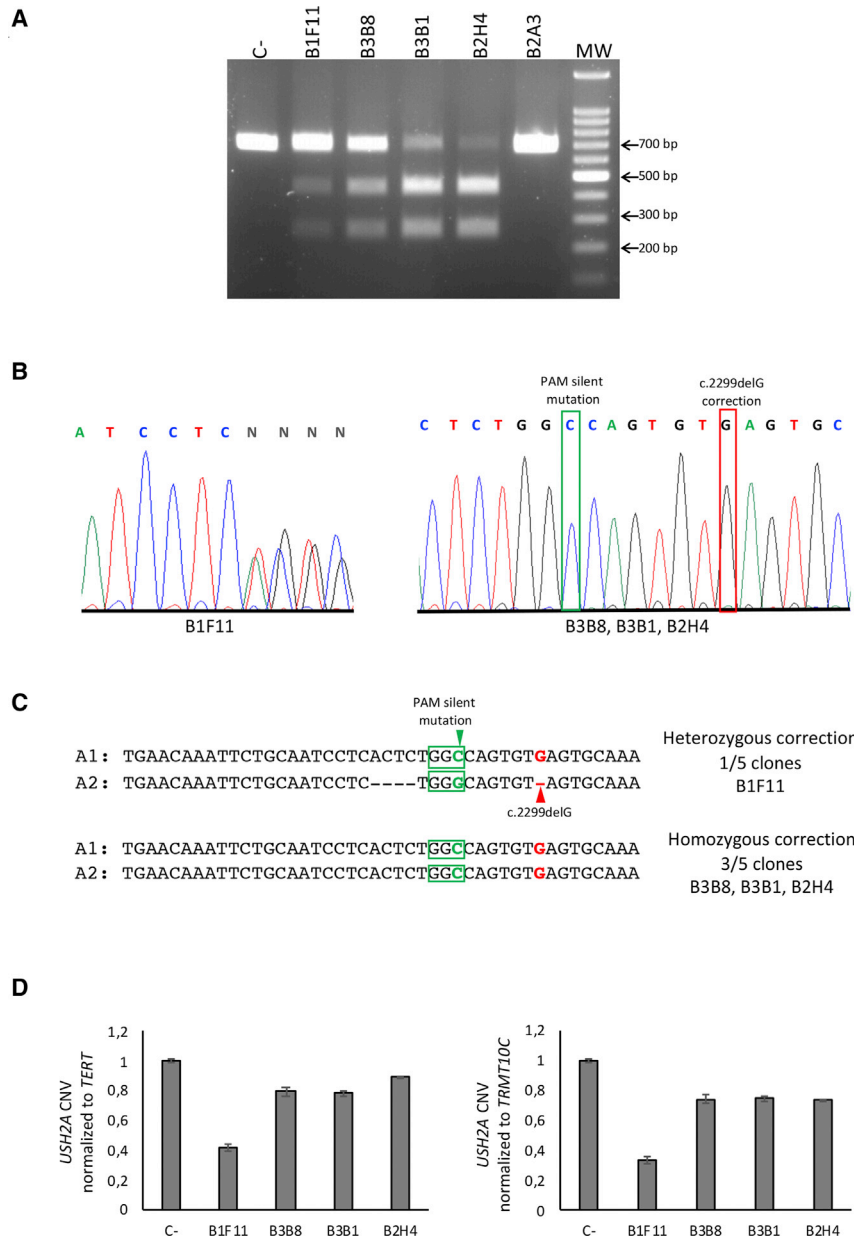 A
C-
B1F11
B3B8
B3B1
B2H4
B2A3
MW
700 bp
500 bp
300 bp
200 bp
B
PAM silent
mutation
c.2299delG
correction
A T C C T C N N N N
C T C T G G C C A G T G T G A G T G C
B1F11
B3B8, B3B1, B2H4
C
PAM silent
mutation
A1: TGAACAAATTCTGCAATCCTCACTCTGGCCAGTGTGAGTGCAAA
A2: TGAACAAATTCTGCAATCCTC----TGGGCAGTGT-AGTGCAAA
c.2299delG
Heterozygous correction
1/5 clones
B1F11
A1: TGAACAAATTCTGCAATCCTCACTCTGGCCAGTGTGAGTGCAAA
A2: TGAACAAATTCTGCAATCCTCACTCTGGCCAGTGTGAGTGCAAA
Homozygous correction
3/5 clones
B3B8, B3B1, B2H4
D
USH2A CNV
normalized to TERT
1,2
1
0,8
0,6
0,4
0,2
0
C- B1F11 B3B8 B3B1 B2H4
USH2A CNV
normalized to TRMT10C
1,2
1
0,8
0,6
0,4
0,2
0
C- B1F11 B3B8 B3B1 B2H4